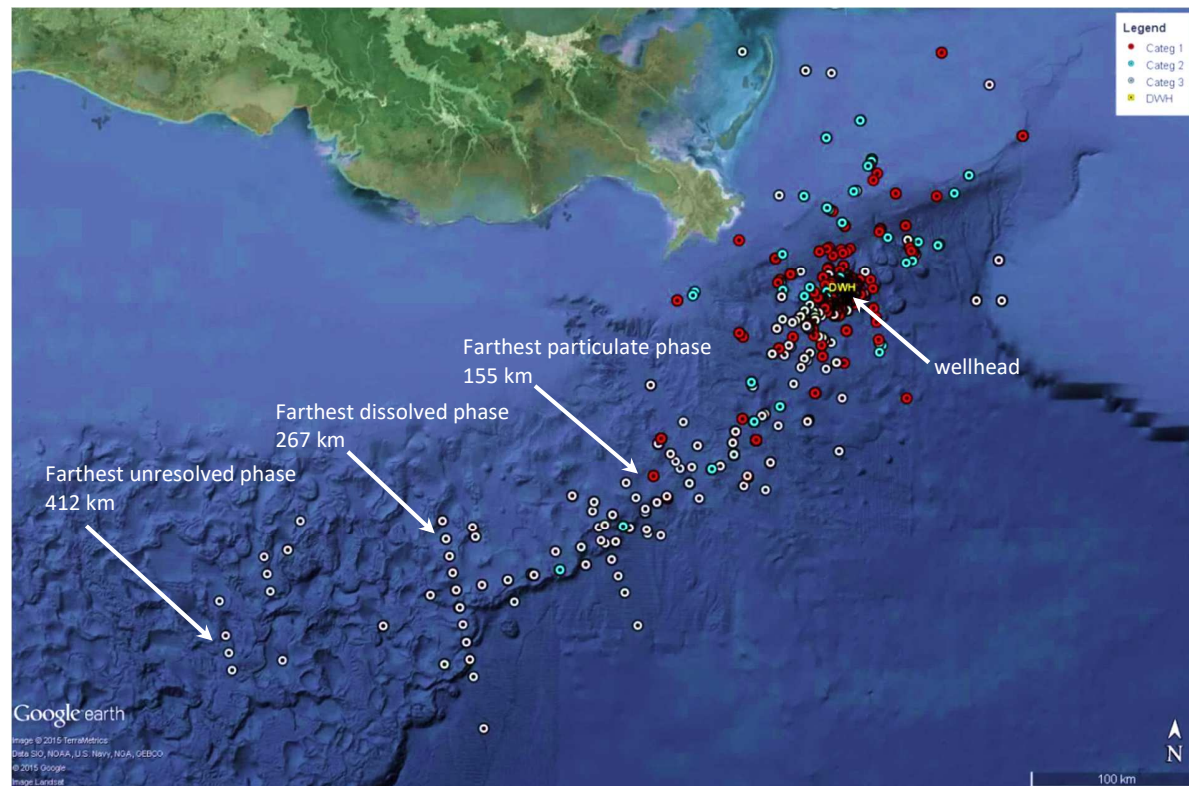 Legend
Categ 1
Categ 2
Categ 3
DWH
DWH
Farthest particulate phase
155 km
wellhead
Farthest dissolved phase
267 km
Farthest unresolved phase
412 km
Google earth
Image © 2015 TerraMetrics
Data SIO, NOAA, U.S. Navy, NGA, GEBCO
© 2015 Google
Image Landsat
N
100 km